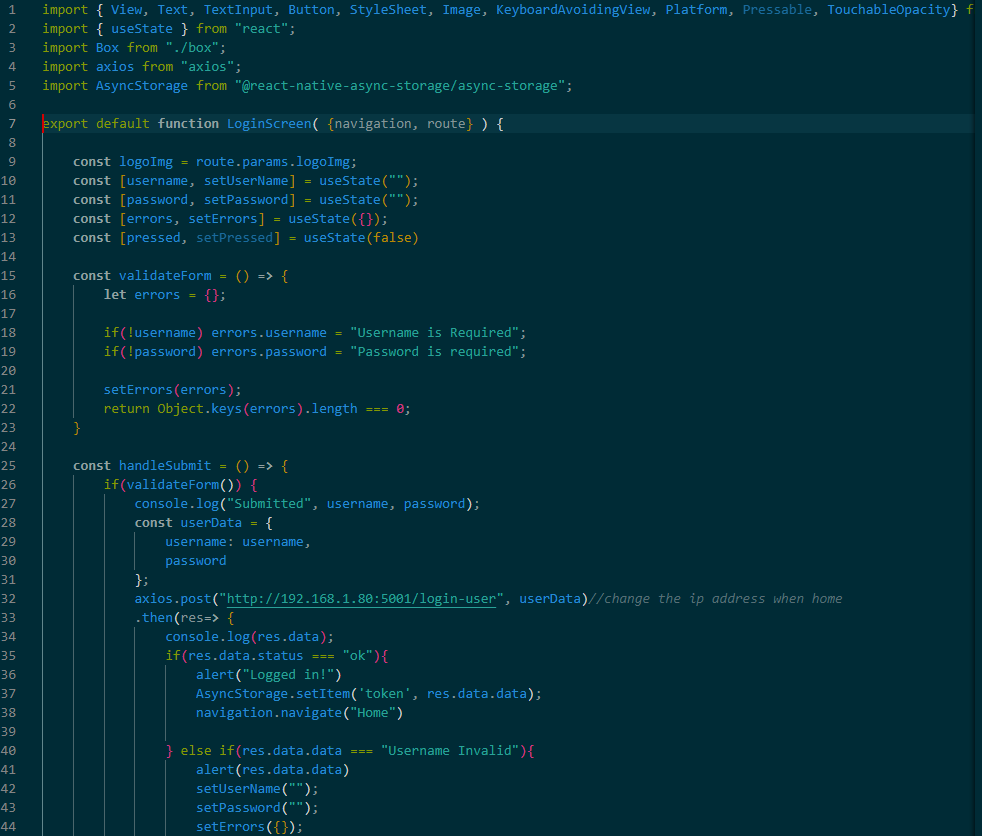 1 import { View, Text, TextInput, Button, StyleSheet, Image, KeyboardAvoidingView, Platform, Pressable, TouchableOpacity} f
2 import { useState } from "react";
3 import Box from "./box";
4 import axios from "axios";
5 import AsyncStorage from "@react-native-async-storage/async-storage";
6
7 export default function LoginScreen( {navigation, route} ) {
8
9     const logoImg = route.params.logoImg;
10     const [username, setUserName] = useState("");
11     const [password, setPassword] = useState("");
12     const [errors, setErrors] = useState({});
13     const [pressed, setPressed] = useState(false)
14
15     const validateForm = () => {
16         let errors = {};
17
18         if(!username) errors.username = "Username is Required";
19         if(!password) errors.password = "Password is required";
20
21         setErrors(errors);
22         return Object.keys(errors).length === 0;
23     }
24
25     const handleSubmit = () => {
26         if(validateForm()) {
27             console.log("Submitted", username, password);
28             const userData = {
29                 username: username,
30                 password
31             };
32             axios.post("http://192.168.1.80:5001/login-user", userData)//change the ip address when home
33             .then(res=> {
34                 console.log(res.data);
35                 if(res.data.status === "ok"){
36                     alert("Logged in!")
37                     AsyncStorage.setItem('token', res.data.data);
38                     navigation.navigate("Home")
39
40                 } else if(res.data.data === "Username Invalid"){
41                     alert(res.data.data)
42                     setUserName("");
43                     setPassword("");
44                     setErrors({});